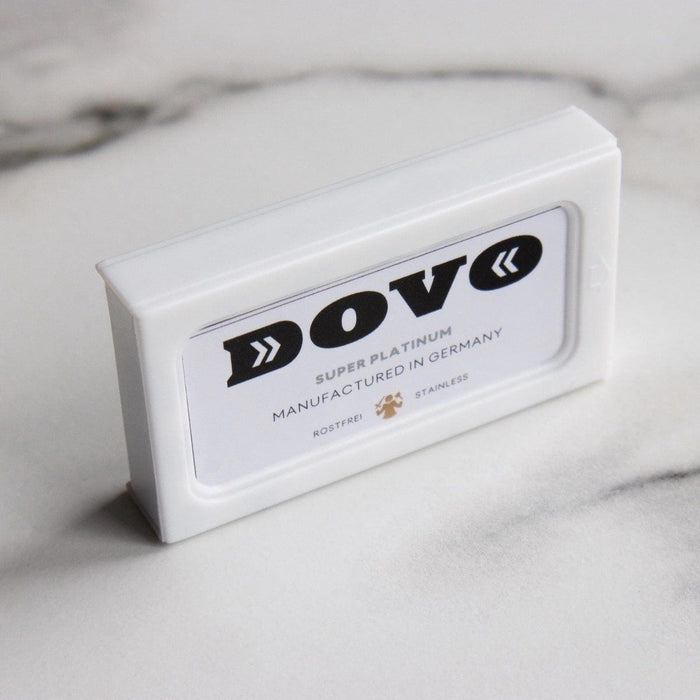 DOVO
SUPER PLATINUM
MANUFACTURED IN GERMANY
ROSTFREI STAINLESS